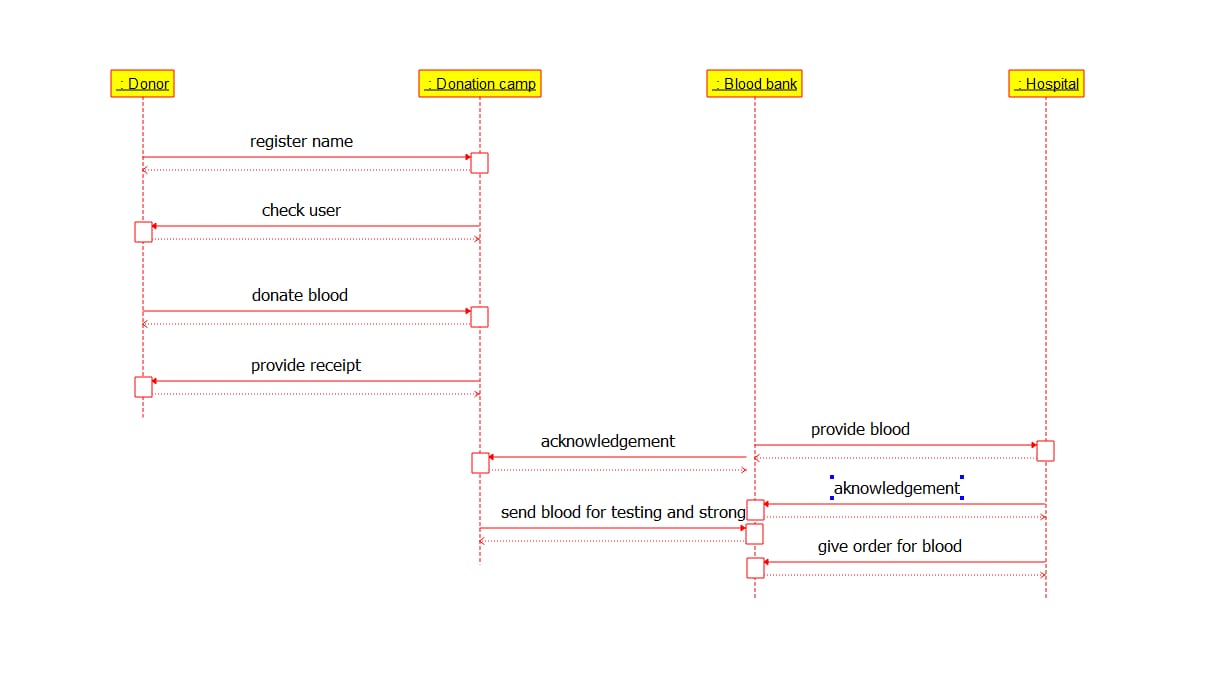 : Donor
: Donation camp
: Blood bank
: Hospital
register name
check user
donate blood
provide receipt
provide blood
acknowledgement
aknowledgement
send blood for testing and strong
give order for blood